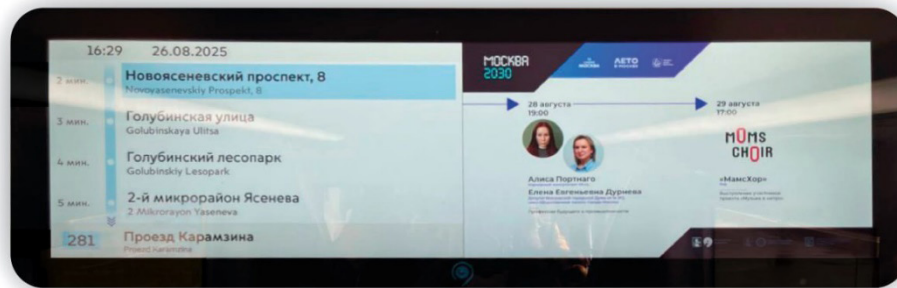 16:29 26.08.2025
2 мин.
Новоясеневский проспект, 8
Novoyasenevskiy Prospekt, 8
3 мин.
Голубинская улица
Golubinskaya Ulitsa
4 мин.
Голубинский лесопарк
Golubinskiy Lesopark
5 мин.
2-й микрорайон Ясенева
2 Mikrorayon Yaseneva
281
Проезд Карамзина
Proezd Karamzina
МОСКВА
2030
МОСКВА
ЛЕТО
В МОСКВЕ
28 августа
19:00
Алиса Портнаго
Елена Евгеньевна Дурнева
29 августа
17:00
MOMS
CHOIR
«МамсХор»